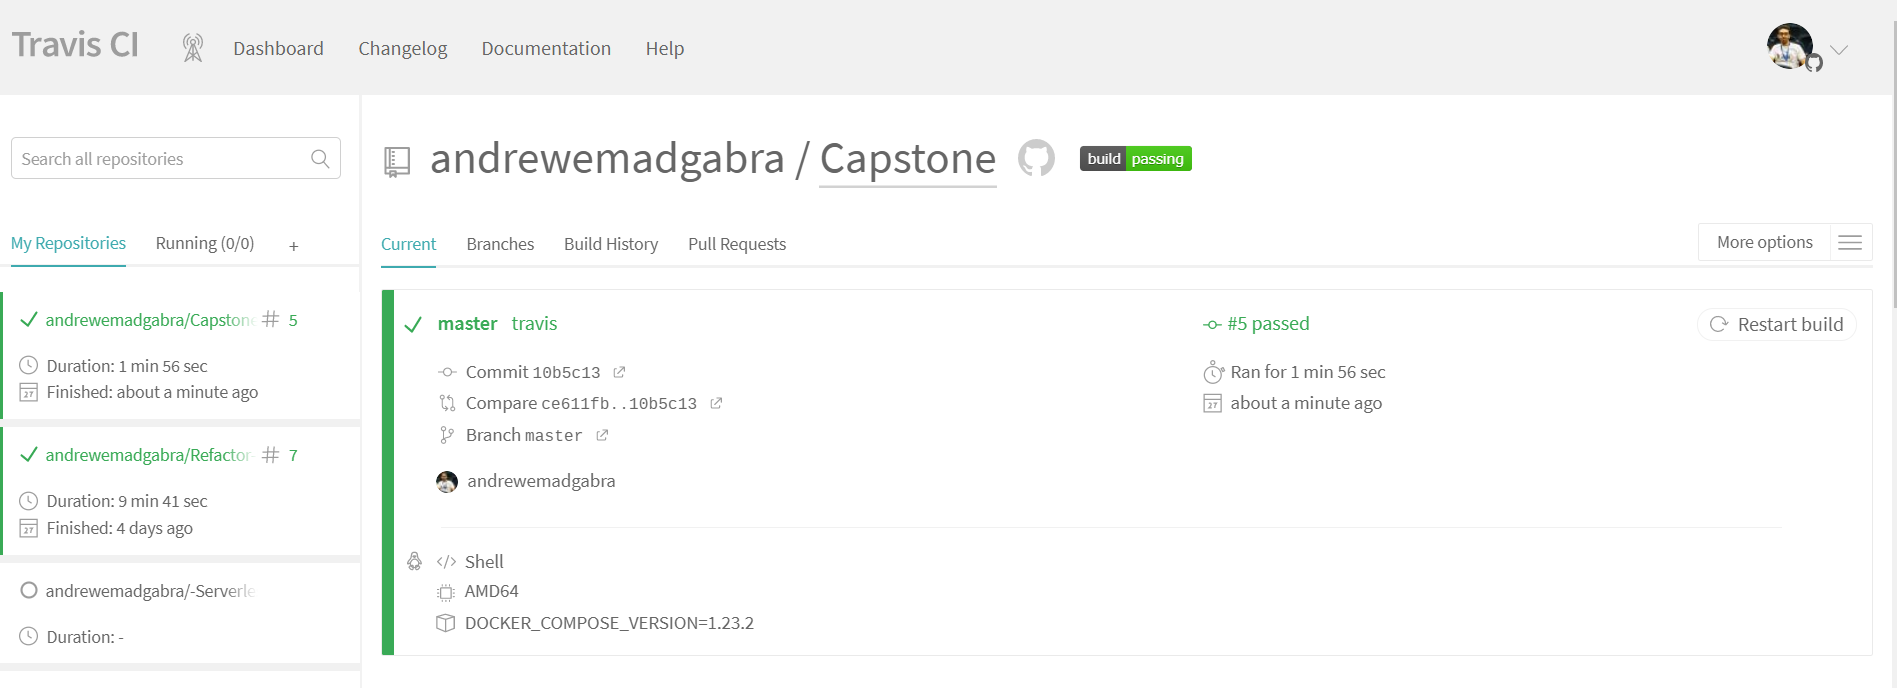 Travis CI Dashboard Changelog Documentation Help
Search all repositories
My Repositories Running (0/0) +
andrewemadgabra/Capstone # 5
Duration: 1 min 56 sec
27 Finished: about a minute ago
andrewemadgabra/Refactor- # 7
Duration: 9 min 41 sec
27 Finished: 4 days ago
andrewemadgabra/-Serverle
Duration: -
andrewemadgabra / Capstone build passing
Current Branches Build History Pull Requests More options
master travis
Commit 10b5c13
Compare ce611fb..10b5c13
Branch master
andrewemadgabra
#5 passed
Ran for 1 min 56 sec
27 about a minute ago
Restart build
</> Shell
AMD64
DOCKER_COMPOSE_VERSION=1.23.2